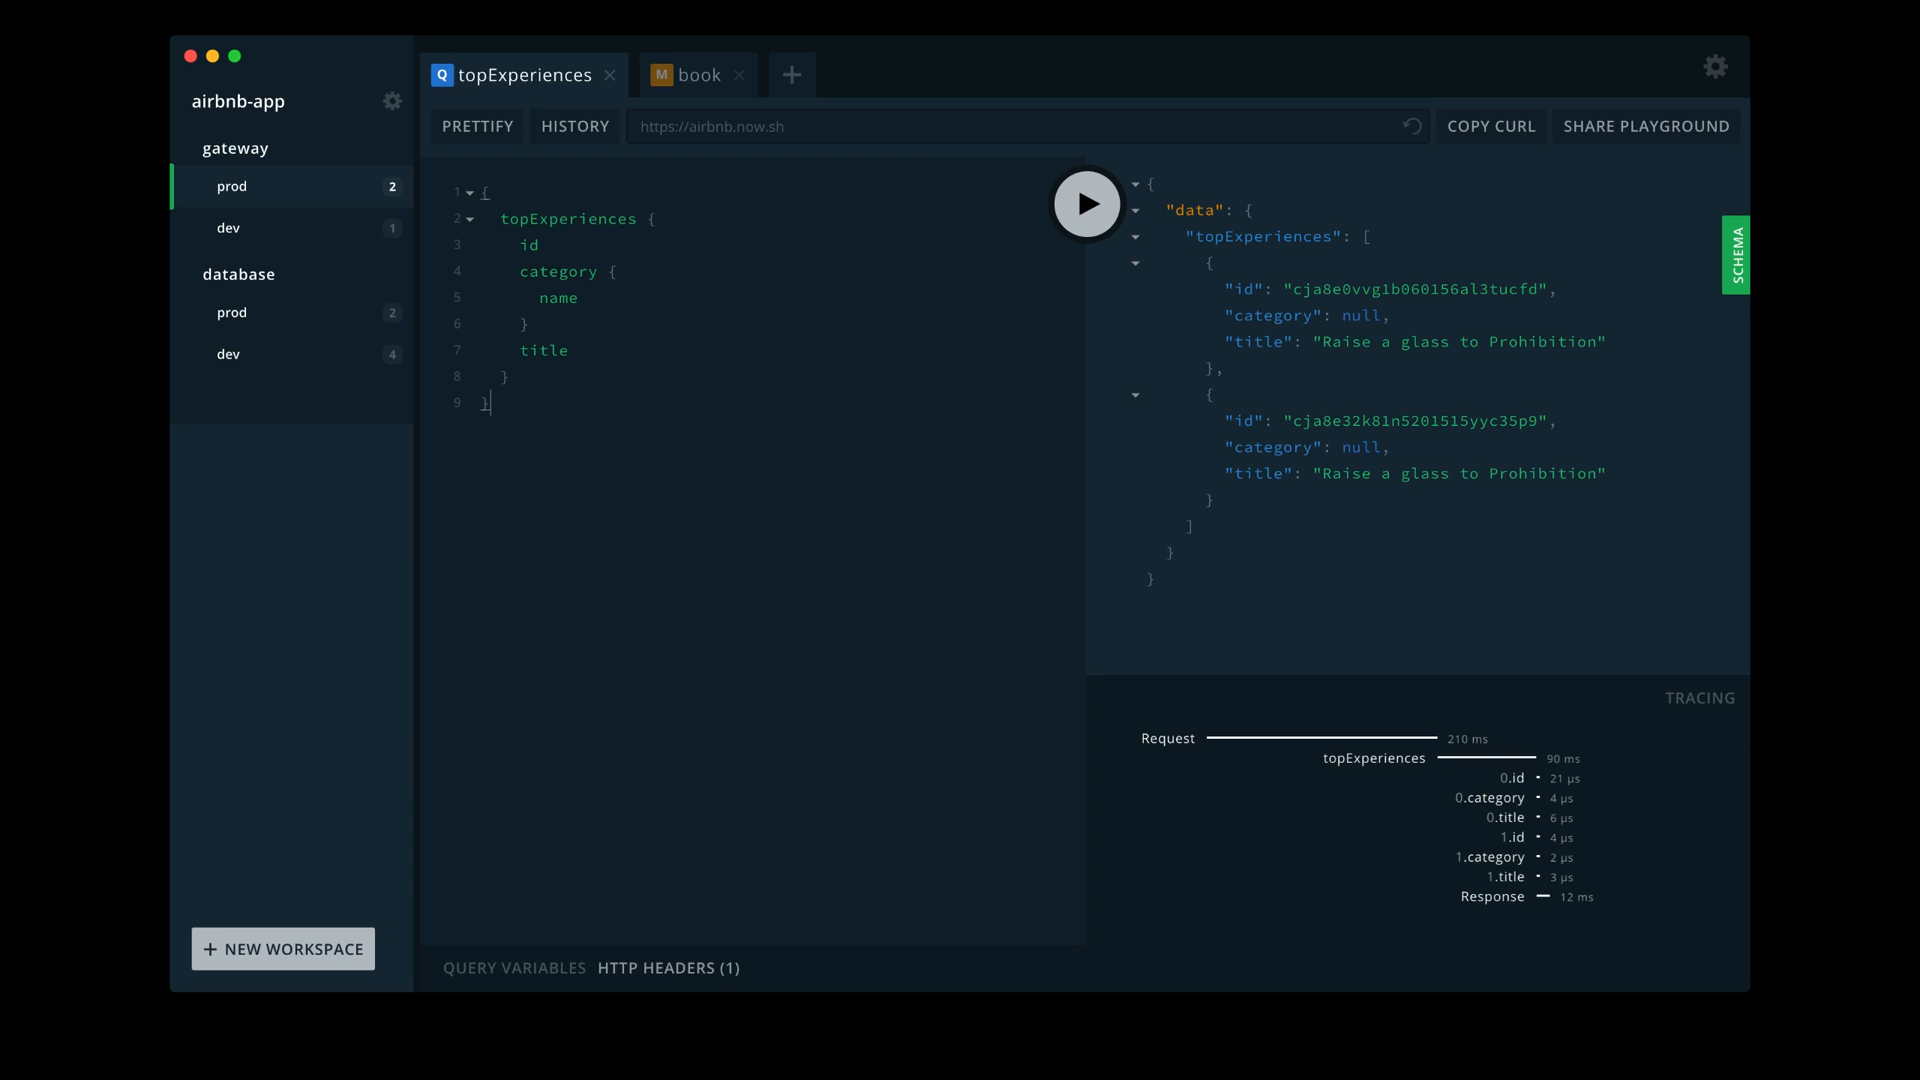 airbnb-app
gateway
prod 2
dev 1
database
prod 2
dev 4
+ NEW WORKSPACE
Q topExperiences ×
M book ×
+
PRETTIFY
HISTORY
https://airbnb.now.sh
COPY CURL
SHARE PLAYGROUND
1 {
2 topExperiences {
3 id
4 category {
5 name
6 }
7 title
8 }
9 }
{
"data": {
"topExperiences": [
{
"id": "cja8e0vvg1b060156al3tucfd",
"category": null,
"title": "Raise a glass to Prohibition"
},
{
"id": "cja8e32k81n5201515yyc35p9",
"category": null,
"title": "Raise a glass to Prohibition"
}
]
}
}
SCHEMA
TRACING
Request 210 ms
topExperiences 90 ms
0.id 21 µs
0.category 4 µs
0.title 6 µs
1.id 4 µs
1.category 2 µs
1.title 3 µs
Response 12 ms
QUERY VARIABLES
HTTP HEADERS (1)